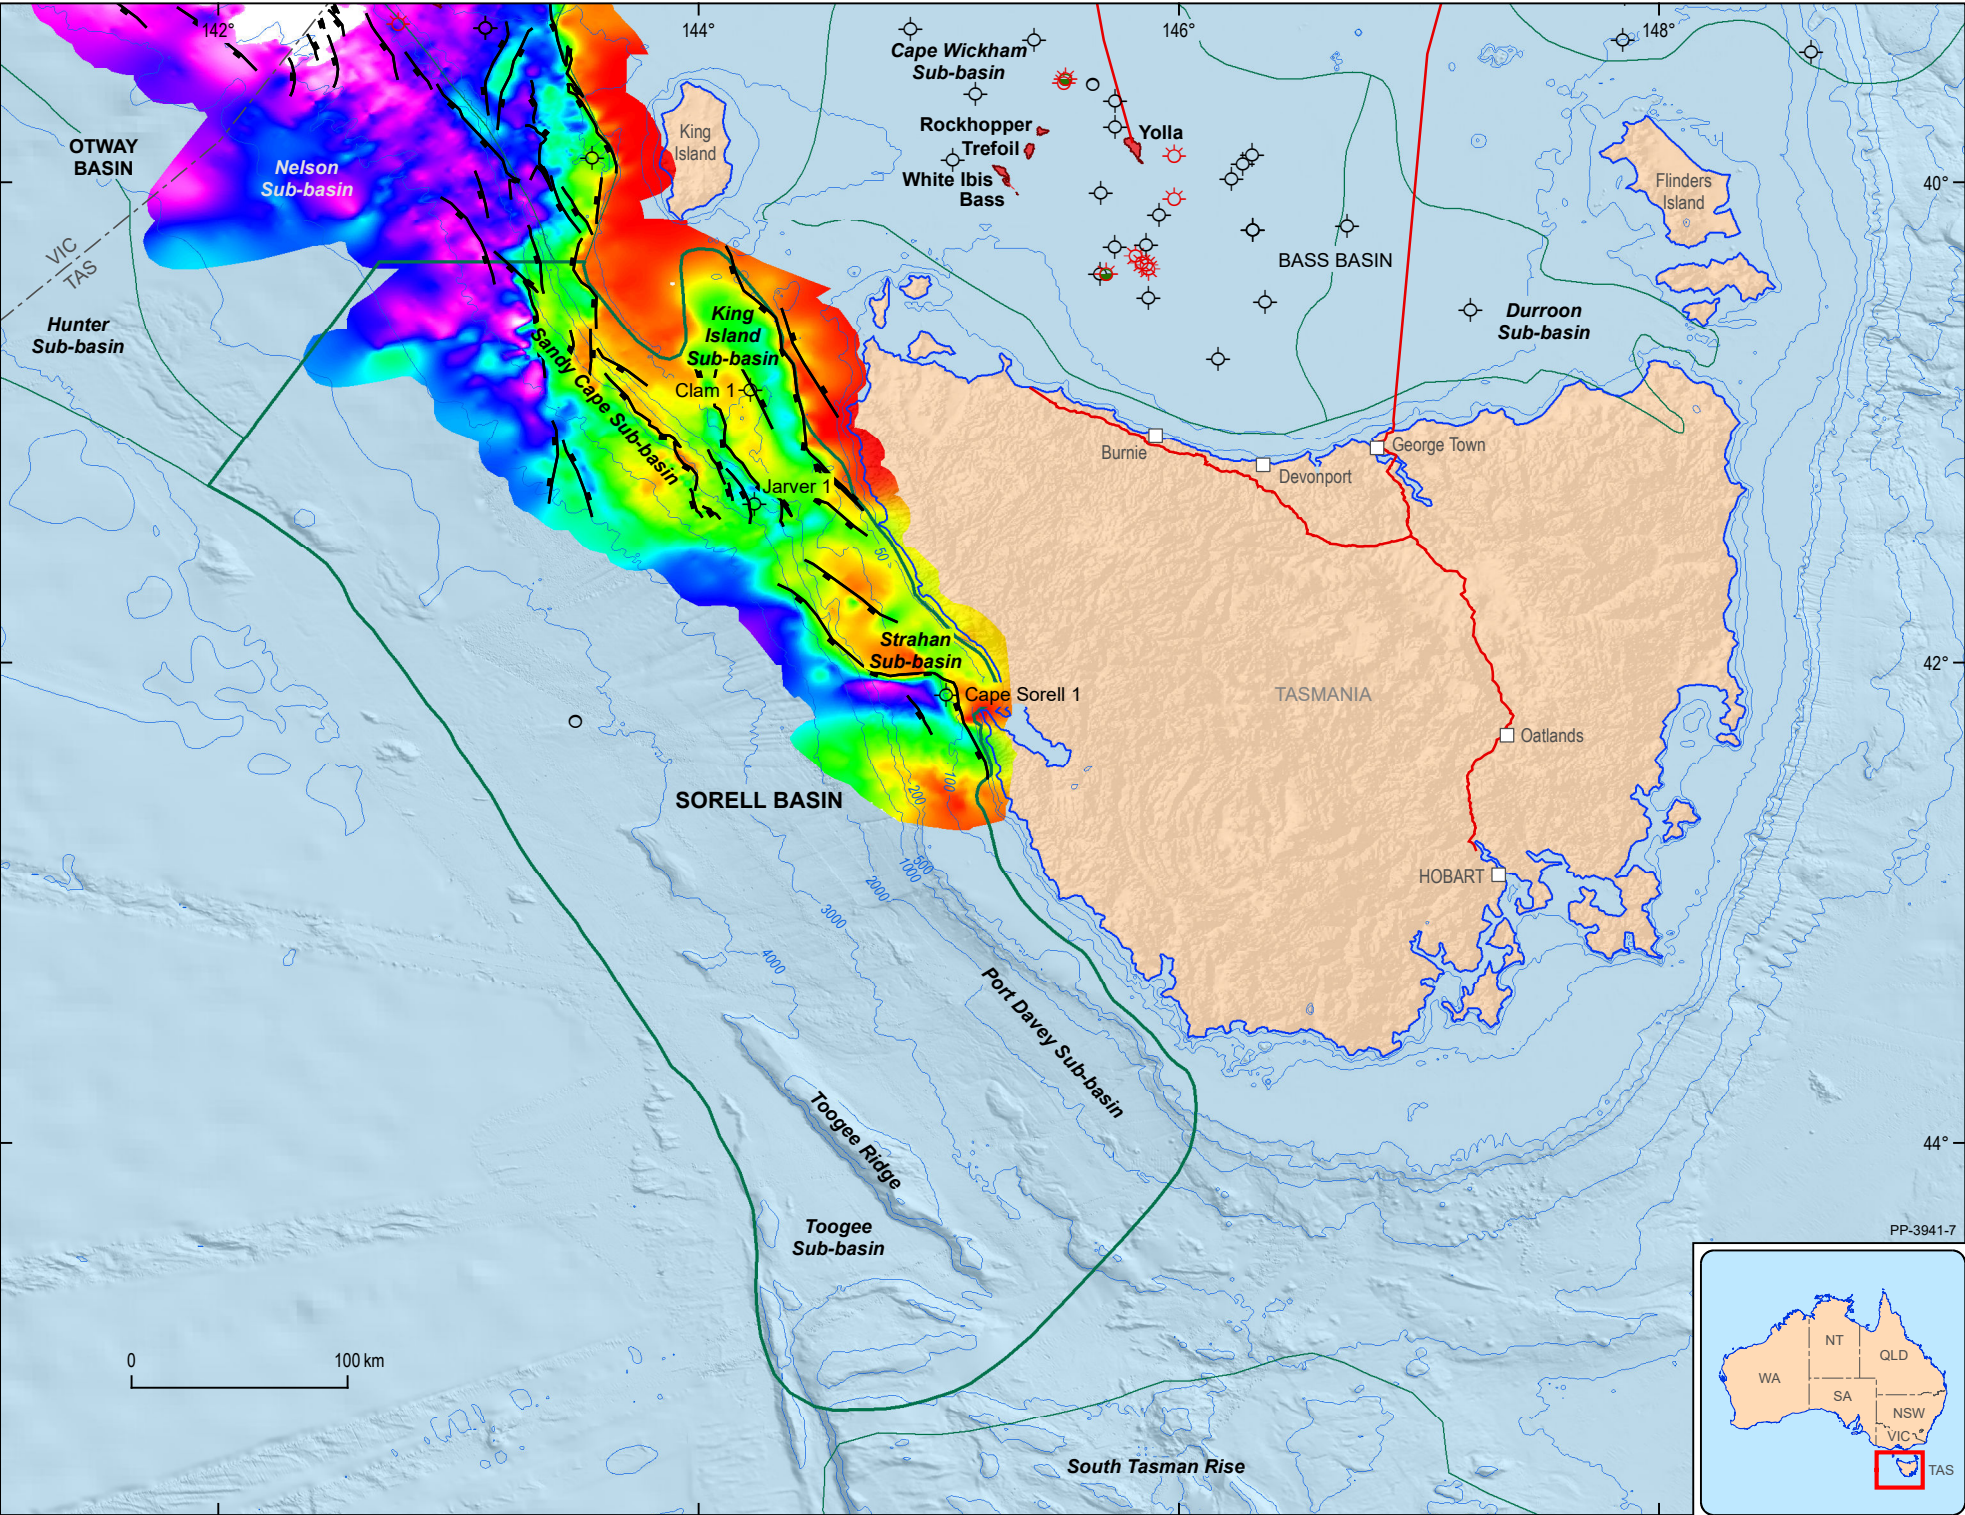 142°
144°
146°
148°
Cape Wickham
Sub-basin
OTWAY
BASIN
Nelson
Sub-basin
King
Island
Rockhopper
Trefoil
White Ibis
Bass
Yolla
Flinders
Island
40°
VIC
TAS
BASS BASIN
Hunter
Sub-basin
King
Island
Sub-basin
Durroon
Sub-basin
Sandy Cape Sub-basin
Clam 1
Burnie
Devonport
George Town
Jarver 1
50
Strahan
Sub-basin
42°
Cape Sorell 1
TASMANIA
Oatlands
100
200
SORELL BASIN
500
1000
2000
3000
4000
HOBART
Port Davey Sub-basin
Toogee Ridge
44°
Toogee
Sub-basin
PP-3941-7
0
100 km
South Tasman Rise
NT
QLD
WA
SA
NSW
VIC
TAS